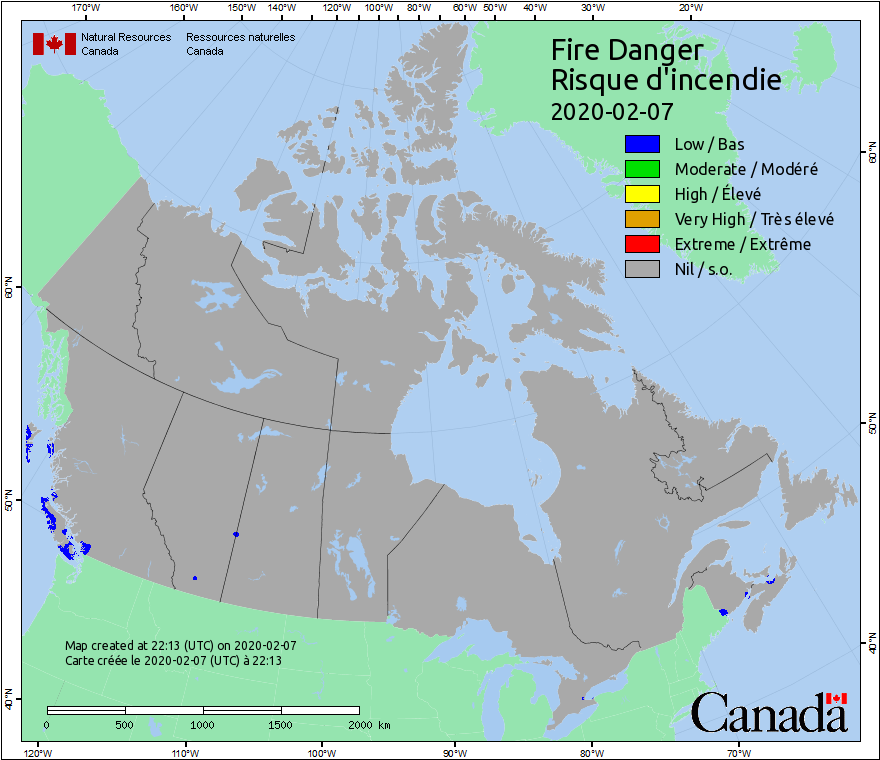 170°W 160°W 150°W 140°W 130°W 120°W 110°W 100°W 90°W 80°W 60°W 50°W 40°W 30°W 20°W
Natural Resources Canada
Ressources naturelles Canada
Fire Danger
Risque d'incendie
2020-02-07
Low / Bas
Moderate / Modéré
High / Élevé
Very High / Très élevé
Extreme / Extrême
Nil / s.o.
60°N
60°N
50°N
50°N
40°N
40°N
Map created at 22:13 (UTC) on 2020-02-07
Carte créée le 2020-02-07 (UTC) à 22:13
0 500 1000 1500 2000 km
Canada
120°W 110°W 100°W 90°W 80°W 70°W